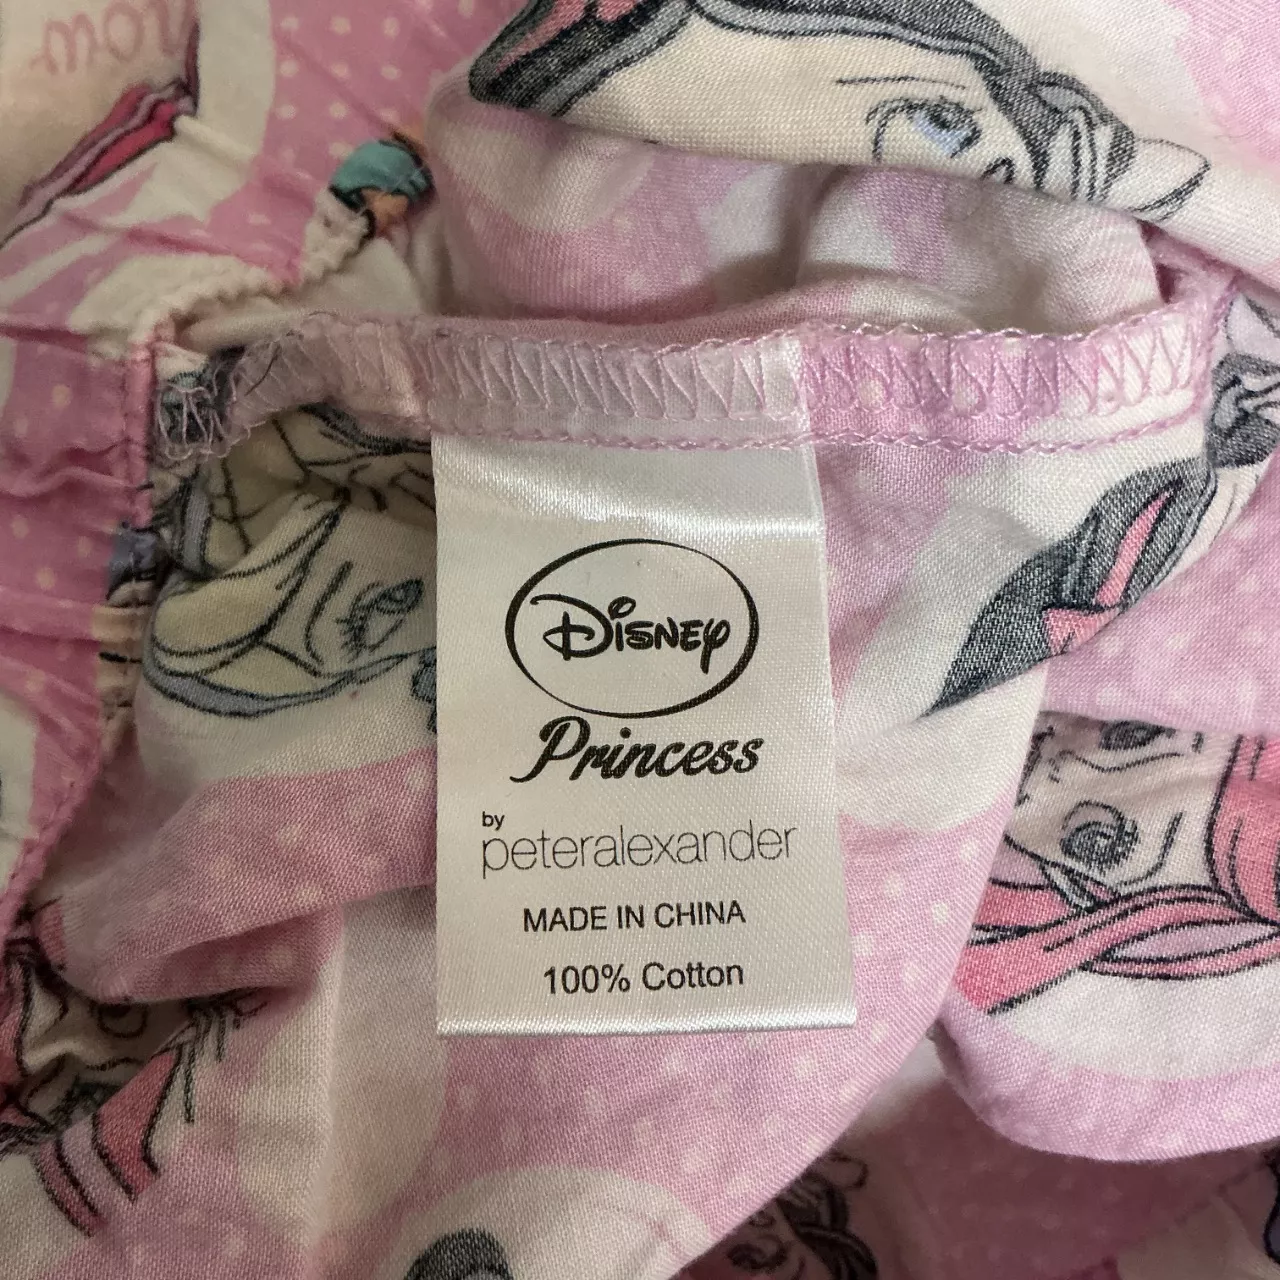 Disney
Princess
by
peteralexander
MADE IN CHINA
100% Cotton